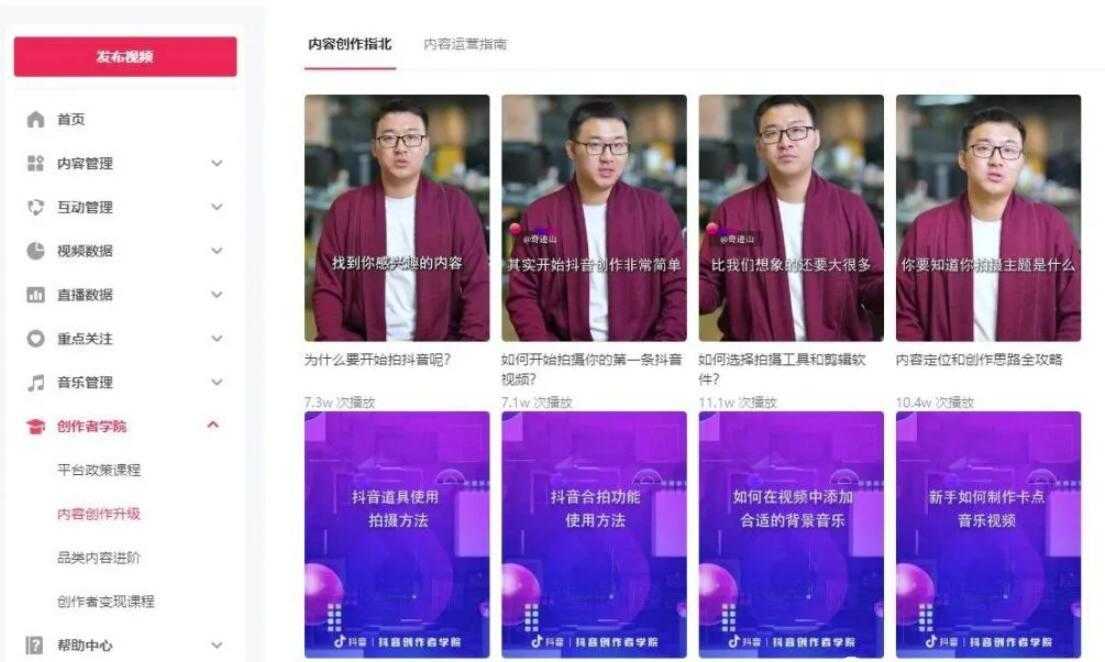 发布视频
首页
内容管理
互动管理
视频数据
直播数据
重点关注
音乐管理
创作者学院
平台政策课程
内容创作升级
品类内容进阶
创作者变现课程
帮助中心
内容创作指北
内容运营指南
找到你感兴趣的内容
@奇迹山
其实开始抖音创作非常简单
@奇迹山
比我们想象的还要大很多
你要知道你拍摄主题是什么
为什么要开始拍抖音呢?
7.3w 次播放
如何开始拍摄你的第一条抖音
视频?
7.1w 次播放
如何选择拍摄工具和剪辑软
件?
11.1w 次播放
内容定位和创作思路全攻略
10.4w 次播放
抖音道具使用
拍摄方法
抖音 | 抖音创作者学院
抖音合拍功能
使用方法
抖音 | 抖音创作者学院
如何在视频中添加
合适的背景音乐
抖音 | 抖音创作者学院
新手如何制作卡点
音乐视频
抖音 | 抖音创作者学院